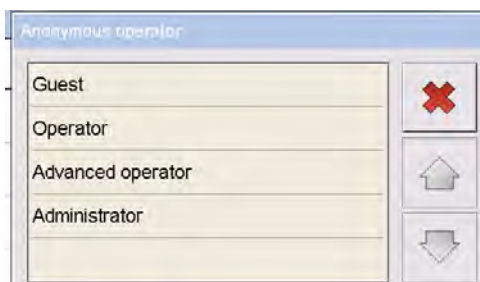 Anonymous operator
Guest
Operator
Advanced operator
Administrator